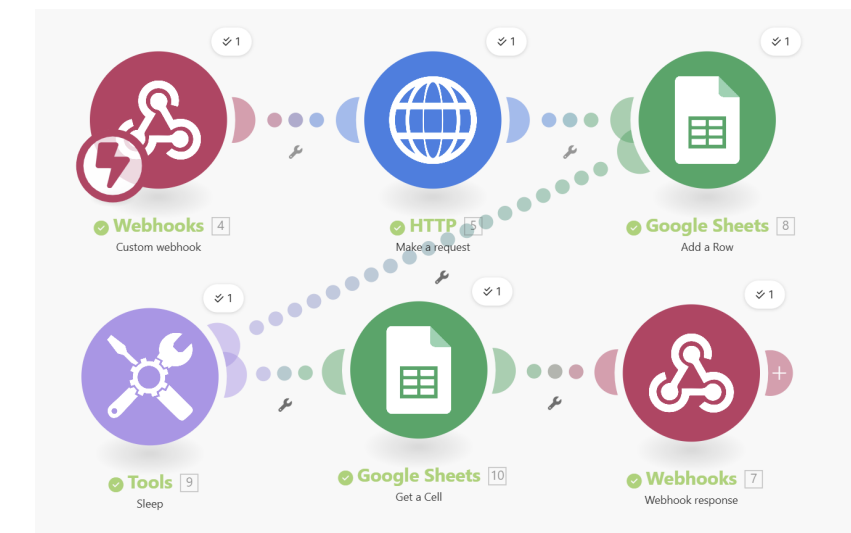 1
1
1
Webhooks 4
Custom webhook
HTTP 5
Make a request
Google Sheets 8
Add a Row
1
1
1
Tools 9
Sleep
Google Sheets 10
Get a Cell
Webhooks 7
Webhook response